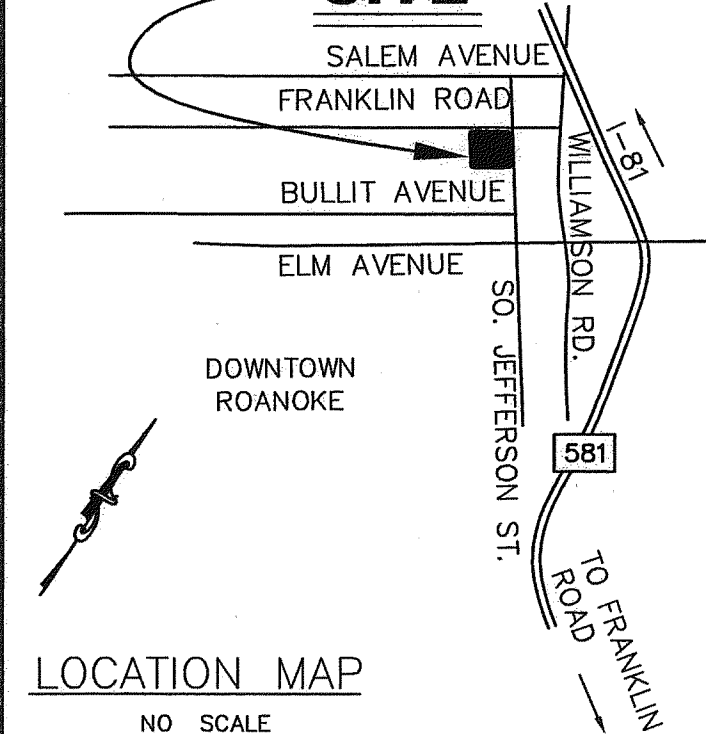 SITE
SALEM AVENUE
FRANKLIN ROAD
I-81
WILLIAMSON RD.
BULLIT AVENUE
ELM AVENUE
SO. JEFFERSON ST.
DOWNTOWN
ROANOKE
581
TO FRANKLIN
ROAD
LOCATION MAP
NO SCALE